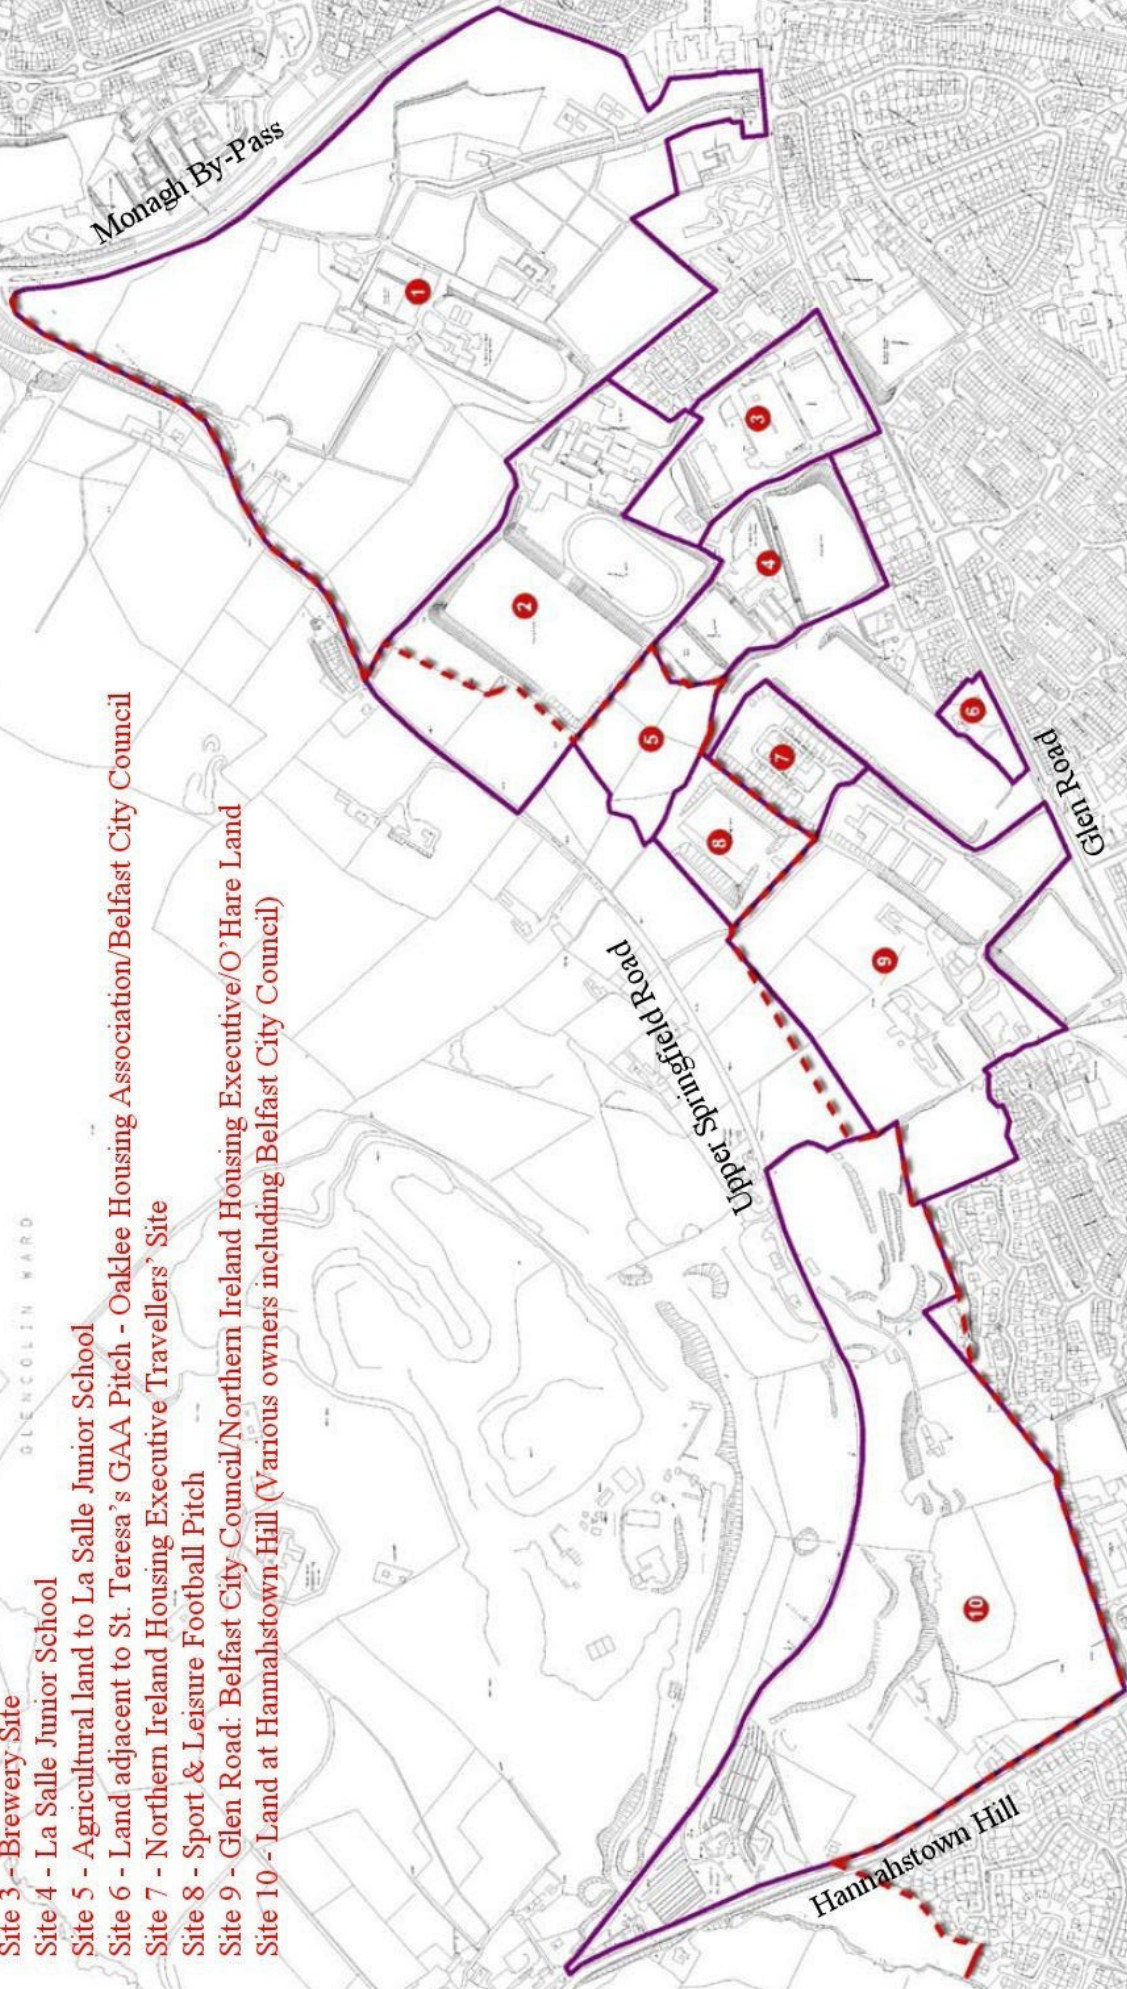 Site 3 - Brewery Site
Site 4 - La Salle Junior School
Site 5 - Agricultural land to La Salle Junior School
Site 6 - Land adjacent to St. Teresa's GAA Pitch - Oaklee Housing Association/Belfast City Council
Site 7 - Northern Ireland Housing Executive Travellers' Site
Site 8 - Sport & Leisure Football Pitch
Site 9 - Glen Road: Belfast City Council/Northern Ireland Housing Executive/O'Hare Land
Site 10 - Land at Hannahstown Hill (Various owners including Belfast City Council)
GLENCOLIN WARD
Monagh By-Pass
Upper Springfield Road
Glen Road
Hannahstown Hill
1
2
3
4
5
6
7
8
9
10